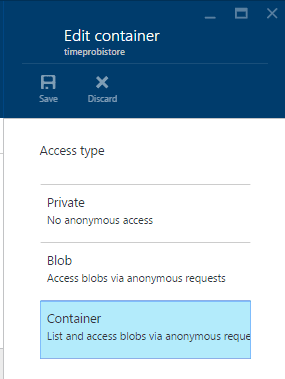 Edit container
timeprobistore
Save Discard
Access type
Private
No anonymous access
Blob
Access blobs via anonymous requests
Container
List and access blobs via anonymous reque